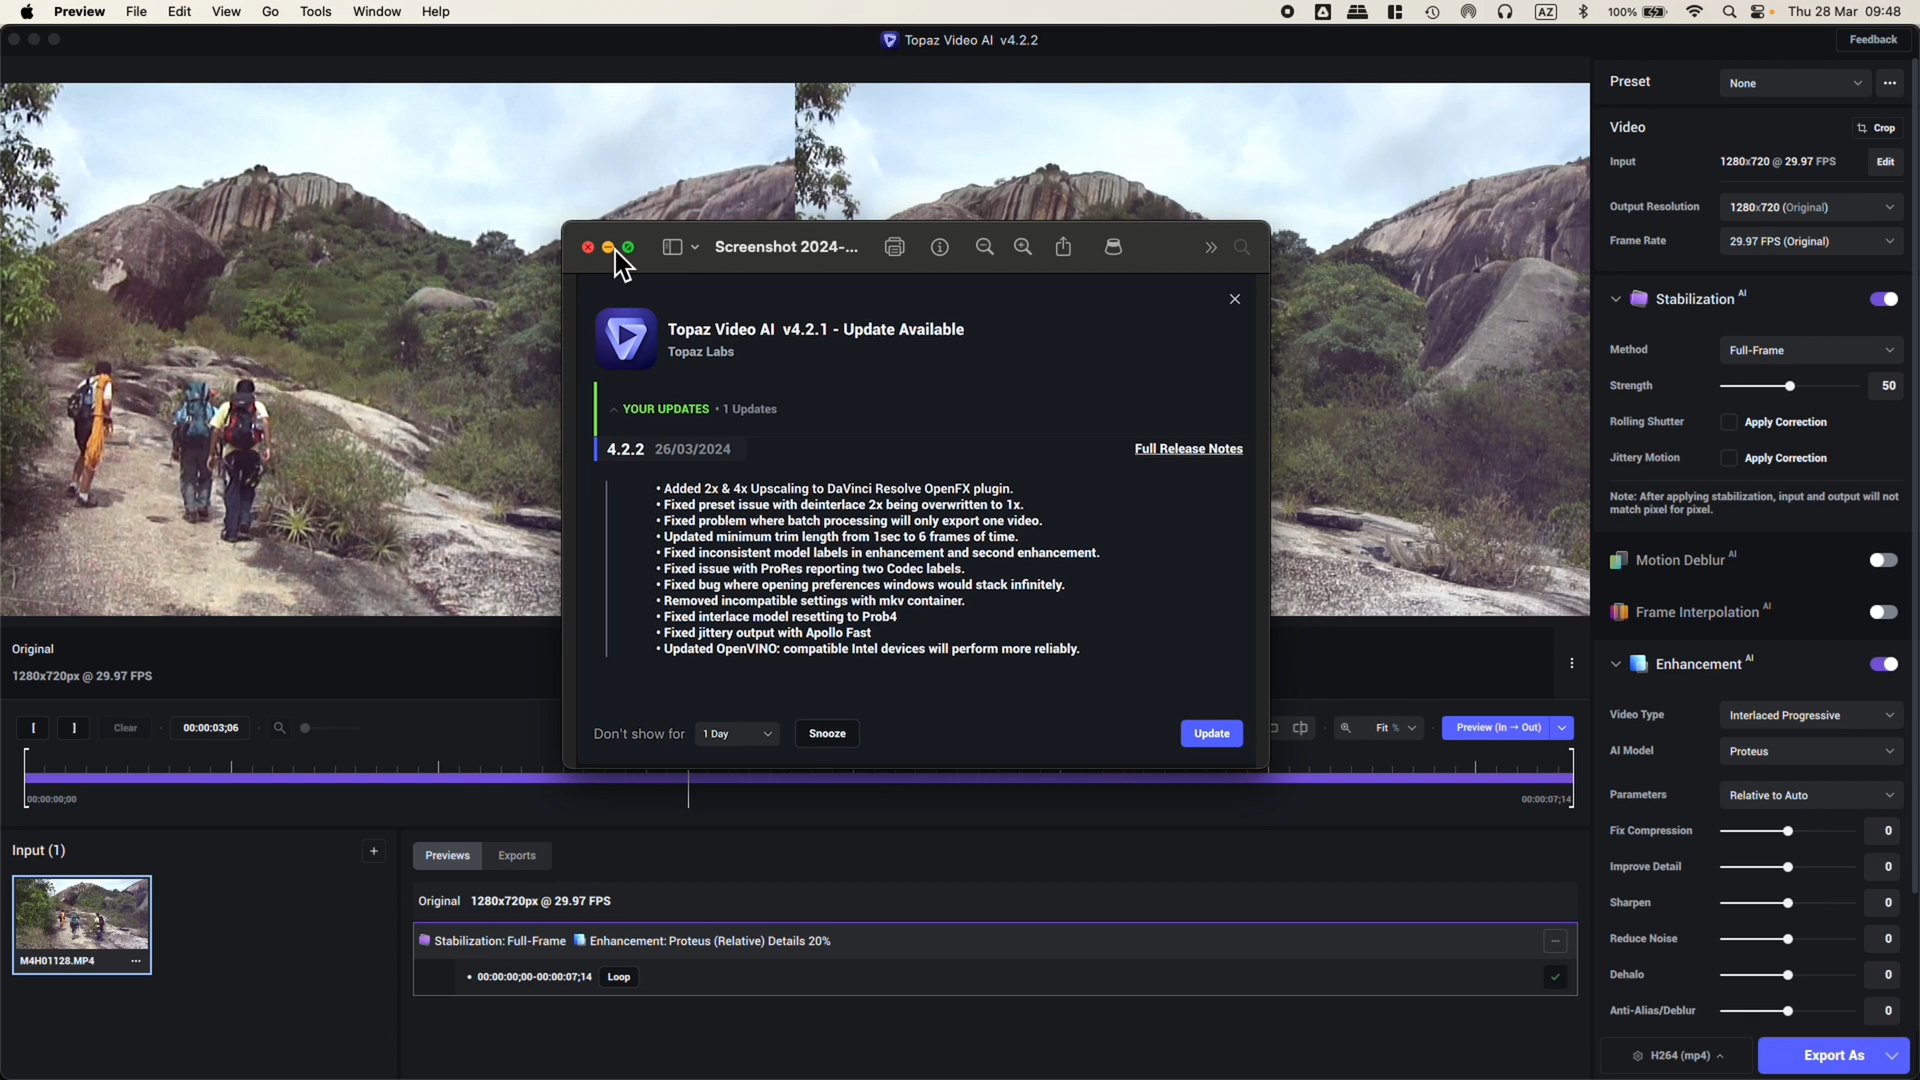 Preview File Edit View Go Tools Window Help
AZ 100% Thu 28 Mar 09:48
Topaz Video AI v4.2.2
Feedback
Preset None
Video Crop
Input 1280x720 @ 29.97 FPS Edit
Output Resolution 1280x720 (Original)
Frame Rate 29.97 FPS (Original)
Stabilization AI
Method Full-Frame
Strength 50
Rolling Shutter Apply Correction
Jittery Motion Apply Correction
Note: After applying stabilization, input and output will not
match pixel for pixel.
Motion Deblur AI
Frame Interpolation AI
Enhancement AI
Video Type Interlaced Progressive
AI Model Proteus
Parameters Relative to Auto
Fix Compression 0
Improve Detail 0
Sharpen 0
Reduce Noise 0
Dehalo 0
Anti-Alias/Deblur 0
H264 (mp4) Export As
Screenshot 2024-...
Topaz Video AI v4.2.1 - Update Available
Topaz Labs
YOUR UPDATES • 1 Updates
4.2.2 26/03/2024 Full Release Notes
• Added 2x & 4x Upscaling to DaVinci Resolve OpenFX plugin.
• Fixed preset issue with deinterlace 2x being overwritten to 1x.
• Fixed problem where batch processing will only export one video.
• Updated minimum trim length from 1sec to 6 frames of time.
• Fixed inconsistent model labels in enhancement and second enhancement.
• Fixed issue with ProRes reporting two Codec labels.
• Fixed bug where opening preferences windows would stack infinitely.
• Removed incompatible settings with mkv container.
• Fixed interlace model resetting to Prob4
• Fixed jittery output with Apollo Fast
• Updated OpenVINO: compatible Intel devices will perform more reliably.
Don't show for 1 Day Snooze Update
Original
1280x720px @ 29.97 FPS
[ ] Clear 00:00:03;06 Fit % Preview (In → Out)
00:00:00;00 00:00:07;14
Input (1) +
M4H01128.MP4 ...
Previews Exports
Original 1280x720px @ 29.97 FPS
Stabilization: Full-Frame Enhancement: Proteus (Relative) Details 20%
• 00:00:00;00-00:00:07;14 Loop